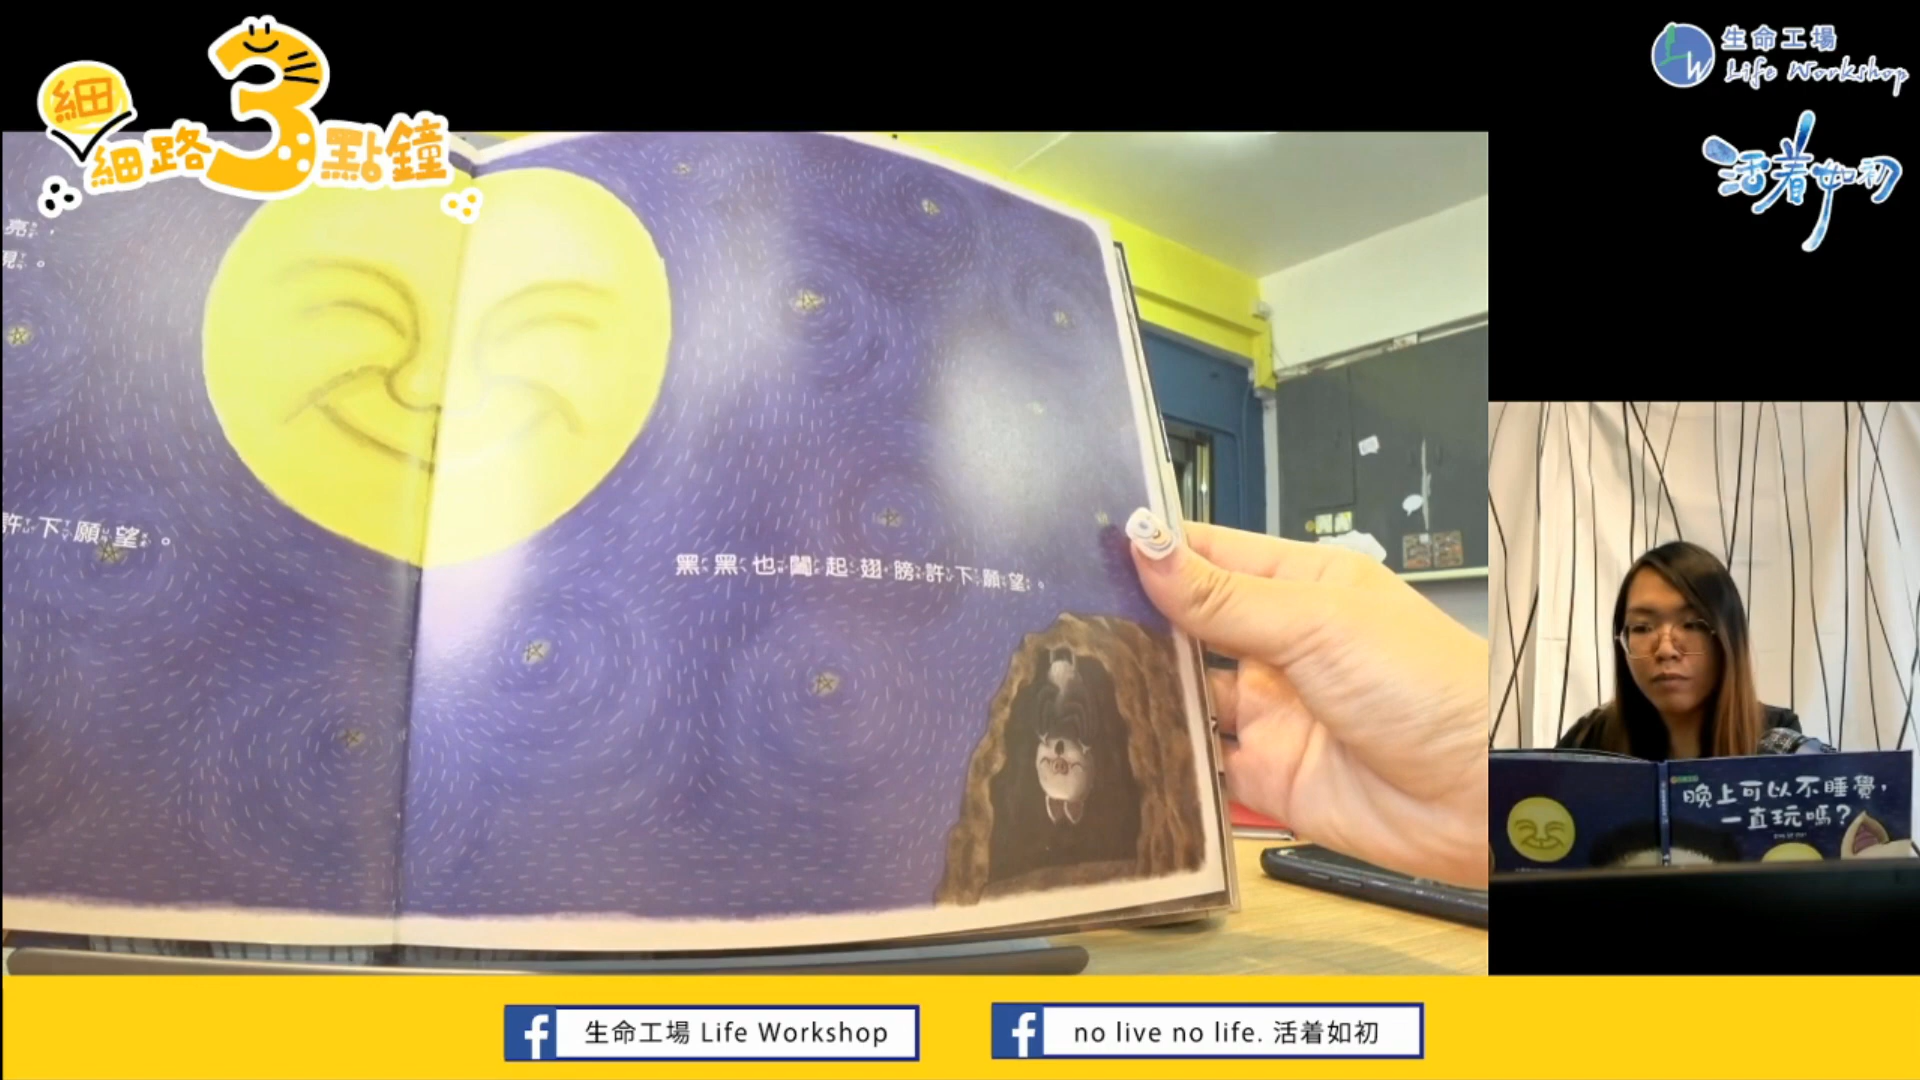 細
細路3點鐘
生命工場
Life Workshop
活着如初
亮，
現。
許下願望。
黑黑也闔起翅膀許下願望。
晚上可以不睡覺，
一直玩嗎？
生命工場 Life Workshop
no live no life. 活着如初